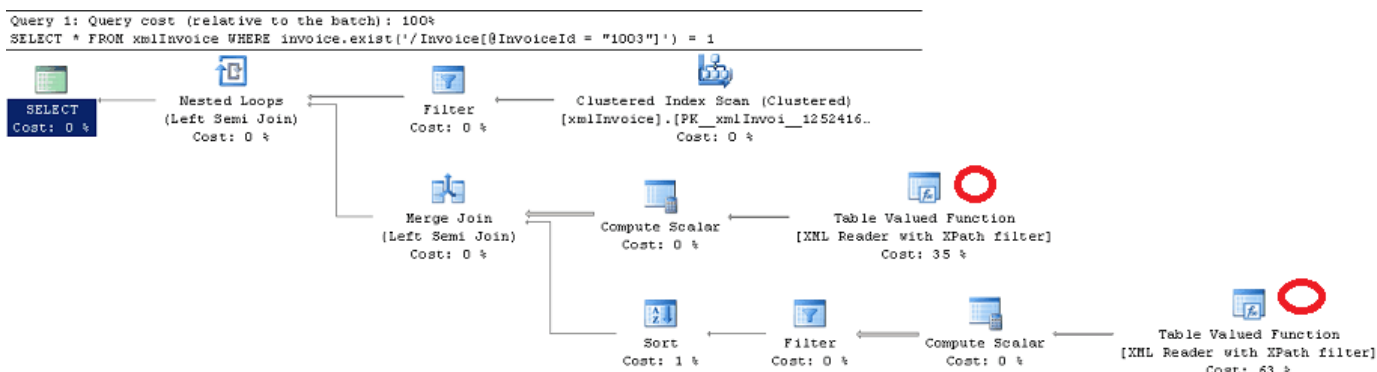 Query 1: Query cost (relative to the batch): 100%
SELECT * FROM xmlInvoice WHERE invoice.exist('/Invoice[@InvoiceId = "1003"]') = 1
SELECT
Cost: 0 %
Nested Loops
(Left Semi Join)
Cost: 0 %
Filter
Cost: 0 %
Clustered Index Scan (Clustered)
[xmlInvoice].[PK__xmlInvoi__1252416…
Cost: 0 %
Merge Join
(Left Semi Join)
Cost: 0 %
Compute Scalar
Cost: 0 %
Table Valued Function
[XML Reader with XPath filter]
Cost: 35 %
Sort
Cost: 1 %
Filter
Cost: 0 %
Compute Scalar
Cost: 0 %
Table Valued Function
[XML Reader with XPath filter]
Cost: 63 %